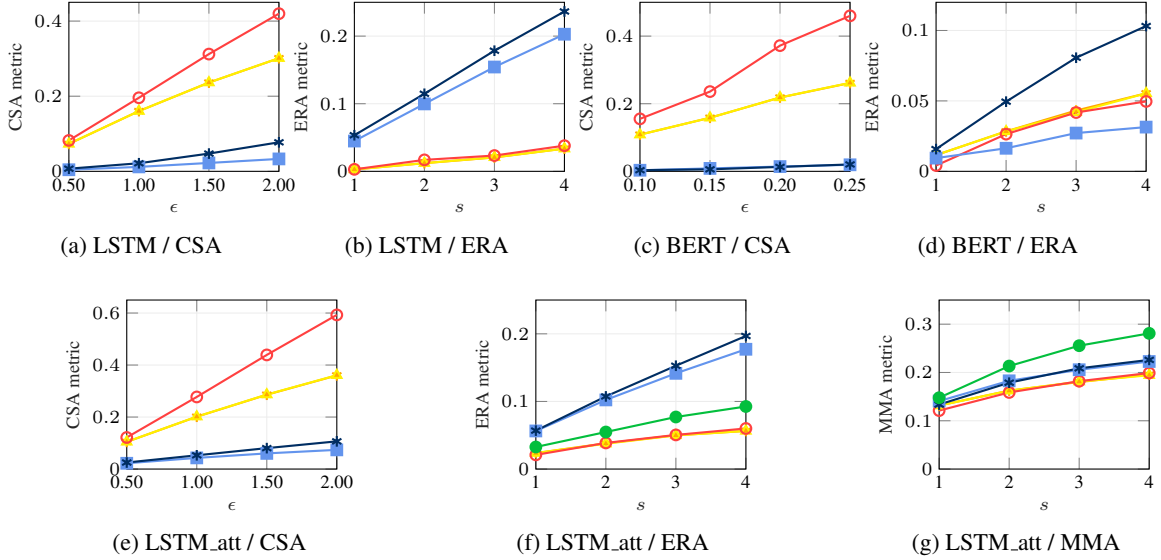 0.4
0.2
0
CSA metric
0.50 1.00 1.50 2.00
ϵ
(a) LSTM / CSA
0.2
0.1
0
ERA metric
1 2 3 4
s
(b) LSTM / ERA
0.4
0.2
0
CSA metric
0.10 0.15 0.20 0.25
ϵ
(c) BERT / CSA
0.1
0.05
0
ERA metric
1 2 3 4
s
(d) BERT / ERA
0.6
0.4
0.2
0
CSA metric
0.50 1.00 1.50 2.00
ϵ
(e) LSTM_att / CSA
0.2
0.1
0
ERA metric
1 2 3 4
s
(f) LSTM_att / ERA
0.3
0.2
0.1
0
MMA metric
1 2 3 4
s
(g) LSTM_att / MMA